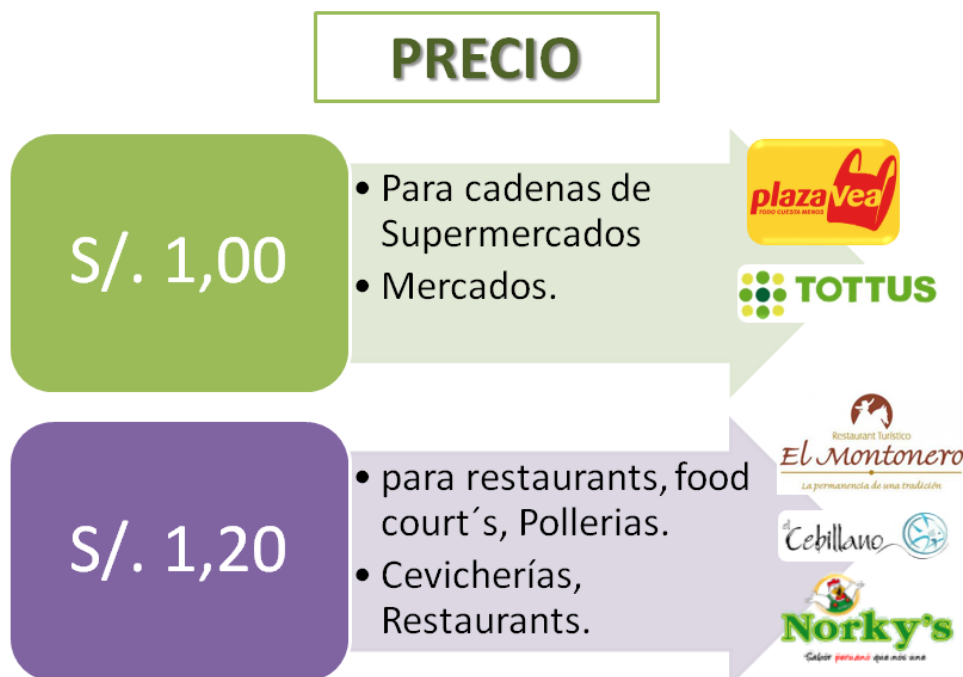 PRECIO
S/. 1,00
• Para cadenas de
Supermercados
• Mercados.
plaza Vea
TODO CUESTA MENOS
TOTTUS
S/. 1,20
• para restaurants, food
court´s, Pollerias.
• Cevicherías,
Restaurants.
Restaurant Turístico
El Montonero
La permanencia de una tradición
el
Cebillano
Norky's
Sabor peruano que nos une